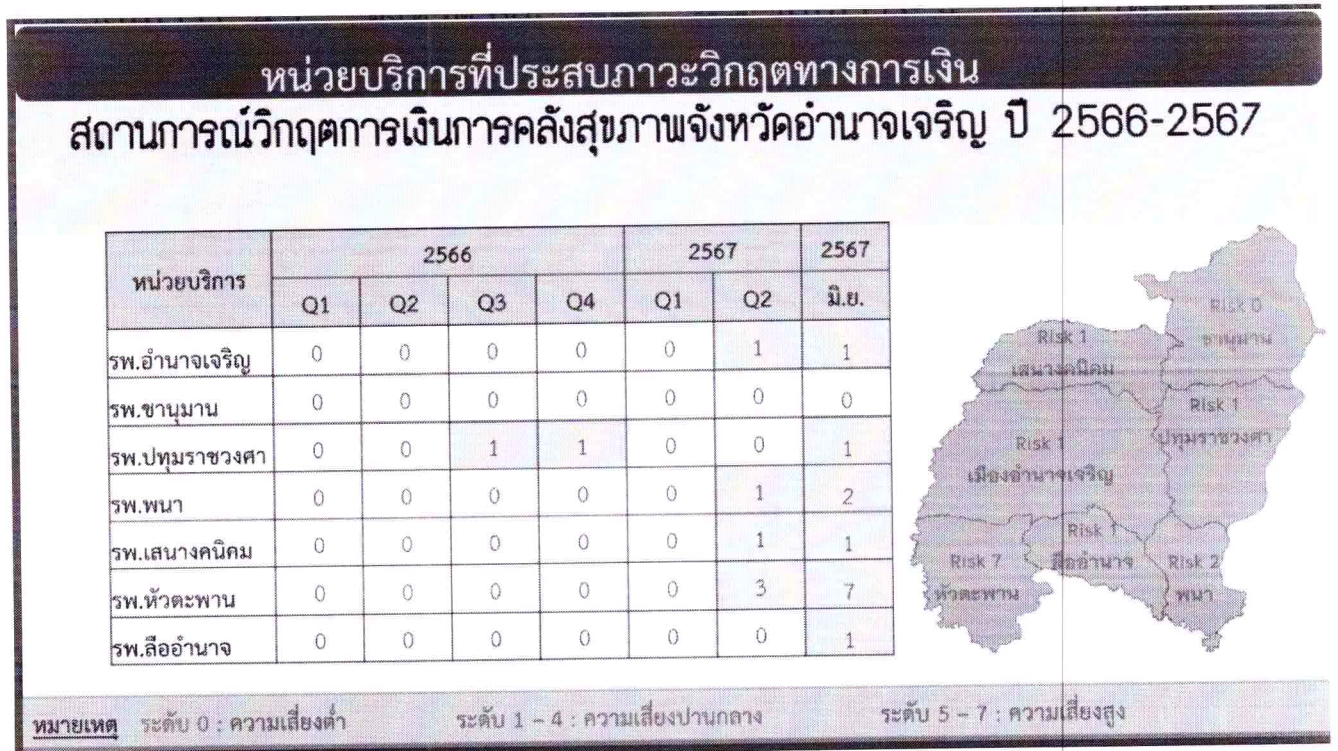 หน่วยบริการที่ประสบภาวะวิกฤตทางการเงิน
สถานการณ์วิกฤตการเงินการคลังสุขภาพจังหวัดอำนาจเจริญ ปี 2566-2567
หน่วยบริการ 2566 2567 2567
Q1 Q2 Q3 Q4 Q1 Q2 มิ.ย.
รพ.อำนาจเจริญ 0 0 0 0 0 1 1
รพ.ชานุมาน 0 0 0 0 0 0 0
รพ.ปทุมราชวงศา 0 0 1 1 0 0 1
รพ.พนา 0 0 0 0 0 1 2
รพ.เสนางคนิคม 0 0 0 0 0 1 1
รพ.หัวตะพาน 0 0 0 0 0 3 7
รพ.ลืออำนาจ 0 0 0 0 0 0 1
Risk 0
ชานุมาน
Risk 1
เสนางคนิคม
Risk 1
ปทุมราชวงศา
Risk 1
เมืองอำนาจเจริญ
Risk 1
ลืออำนาจ
Risk 7
หัวตะพาน
Risk 2
พนา
หมายเหตุ ระดับ 0 : ความเสี่ยงต่ำ ระดับ 1 – 4 : ความเสี่ยงปานกลาง ระดับ 5 – 7 : ความเสี่ยงสูง